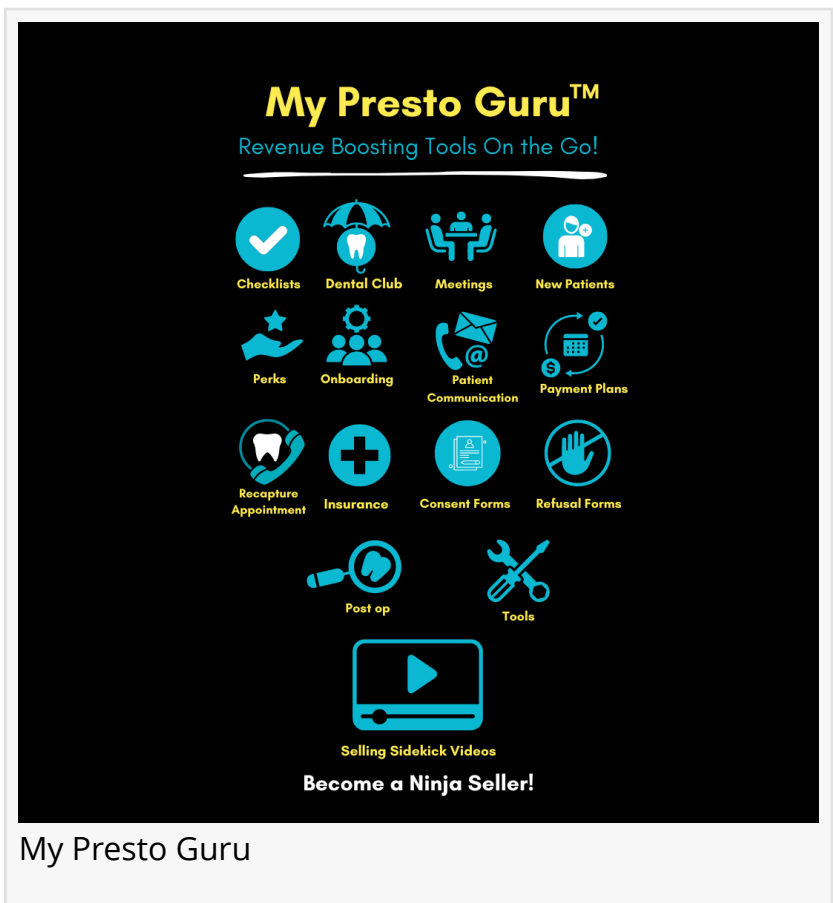 My Presto Guru™
Revenue Boosting Tools On the Go!
Checklists
Dental Club
Meetings
New Patients
Perks
Onboarding
Patient
Communication
Payment Plans
Recapture
Appointment
Insurance
Consent Forms
Refusal Forms
Post op
Tools
Selling Sidekick Videos
Become a Ninja Seller!
My Presto Guru